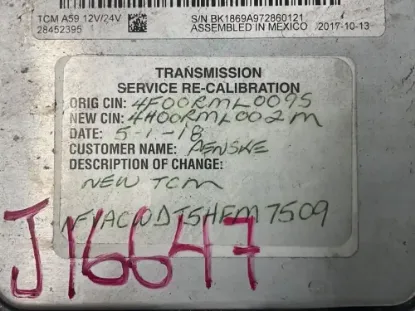 TCM A59 12V/24V
28452395
S/N BK1869A972860121
ASSEMBLED IN MEXICO 2017-10-13
TRANSMISSION
SERVICE RE-CALIBRATION
ORIG CIN: 4F00RML0095
NEW CIN: 4H00RML002M
DATE: 5-1-18
CUSTOMER NAME: PENSKE
DESCRIPTION OF CHANGE:
NEW TCM
J16647